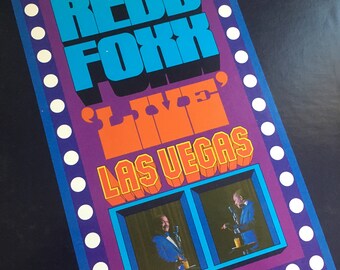 REDD
FOXX
'LIVE'
LAS VEGAS